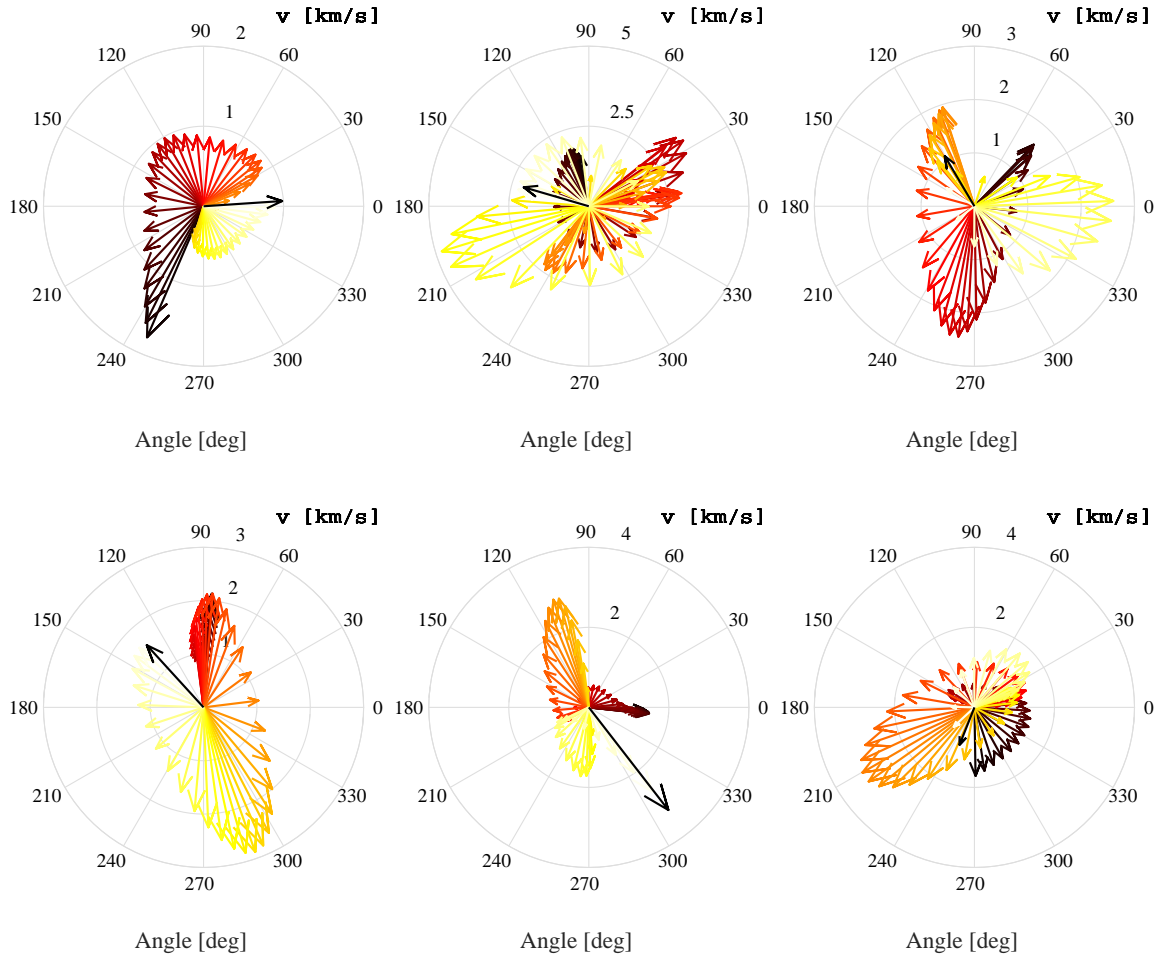 v [km/s] v [km/s] v [km/s]
90 2 90 5 90 3
120 60 120 60 120 60
1 2.5 2
150 30 150 30 150 1 30
180 0 180 0 180 0
210 330 210 330 210 330
240 300 240 300 240 300
270 270 270
Angle [deg] Angle [deg] Angle [deg]
v [km/s] v [km/s] v [km/s]
90 3 90 4 90 4
120 60 120 60 120 60
2 2 2
150 1 30 150 30 150 30
180 0 180 0 180 0
210 330 210 330 210 330
240 300 240 300 240 300
270 270 270
Angle [deg] Angle [deg] Angle [deg]